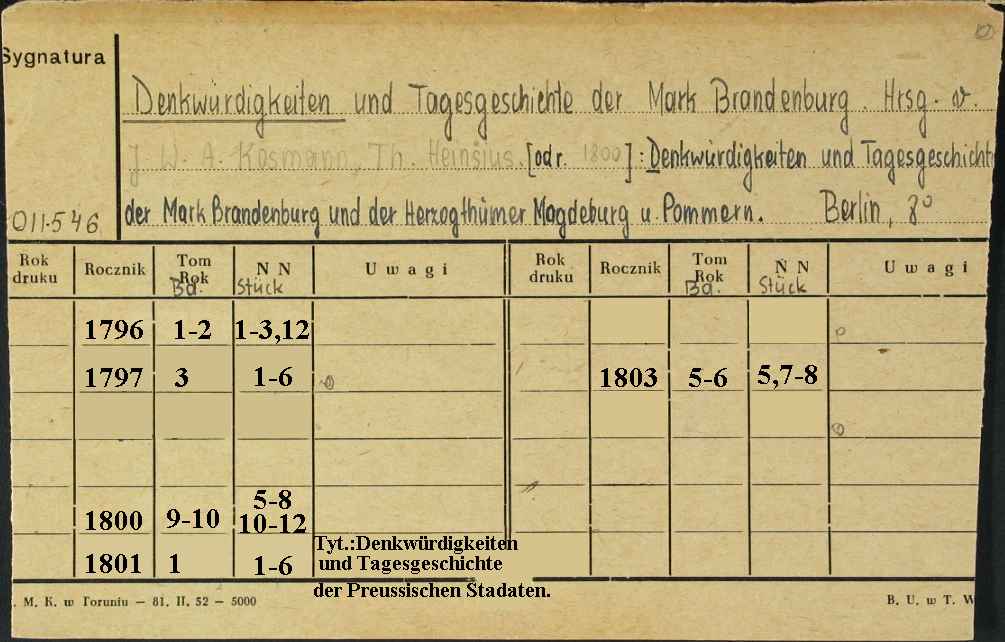 Sygnatura
Denkwürdigkeiten und Tagesgeschichte der Mark Brandenburg. Hrsg. v.
J. W. A. Kosmann, Th. Heinsius. [odr. 1800]: Denkwürdigkeiten und Tagesgeschichte
011546 der Mark Brandenburg und der Herzogthümer Magdeburg u. Pommern. Berlin, 8°
Rok druku Rocznik Tom Rok Bd. N N Stück Uwagi Rok druku Rocznik Tom Rok Bd. N N Stück Uwagi
1796 1-2 1-3,12
1797 3 1-6 1803 5-6 5,7-8
1800 9-10 5-8 10-12
1801 1 1-6 Tyt.:Denkwürdigkeiten
und Tagesgeschichte
der Preussischen Stadaten.
. M. K. w Toruniu — 81. II. 52 — 5000 B. U. w T. W